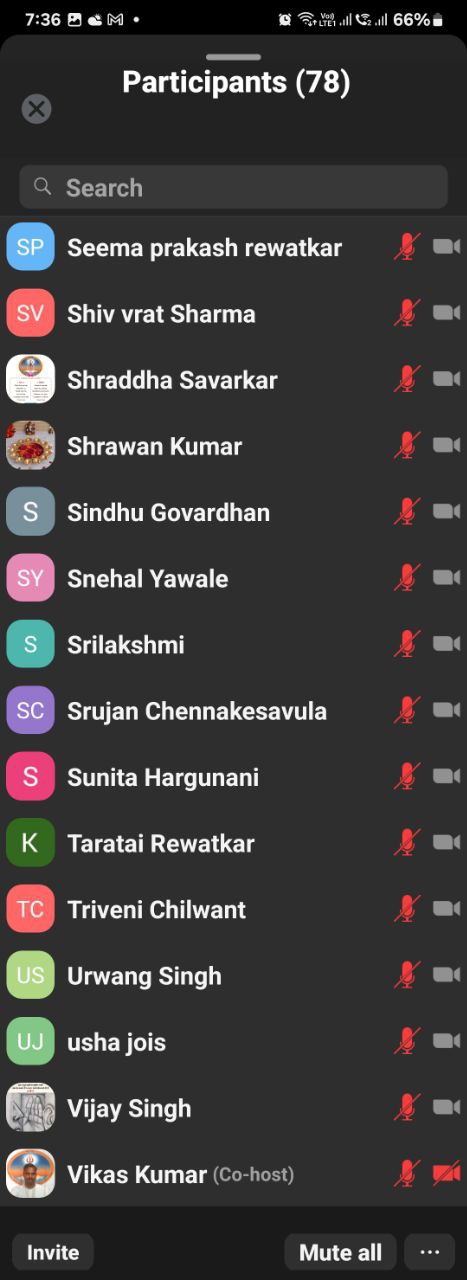 7:36
Vo))
LTE1
2
66%
Participants (78)
Search
SP Seema prakash rewatkar
SV Shiv vrat Sharma
Shraddha Savarkar
Shrawan Kumar
S Sindhu Govardhan
SY Snehal Yawale
S Srilakshmi
SC Srujan Chennakesavula
S Sunita Hargunani
K Taratai Rewatkar
TC Triveni Chilwant
US Urwang Singh
UJ usha jois
Vijay Singh
Vikas Kumar (Co-host)
Invite
Mute all